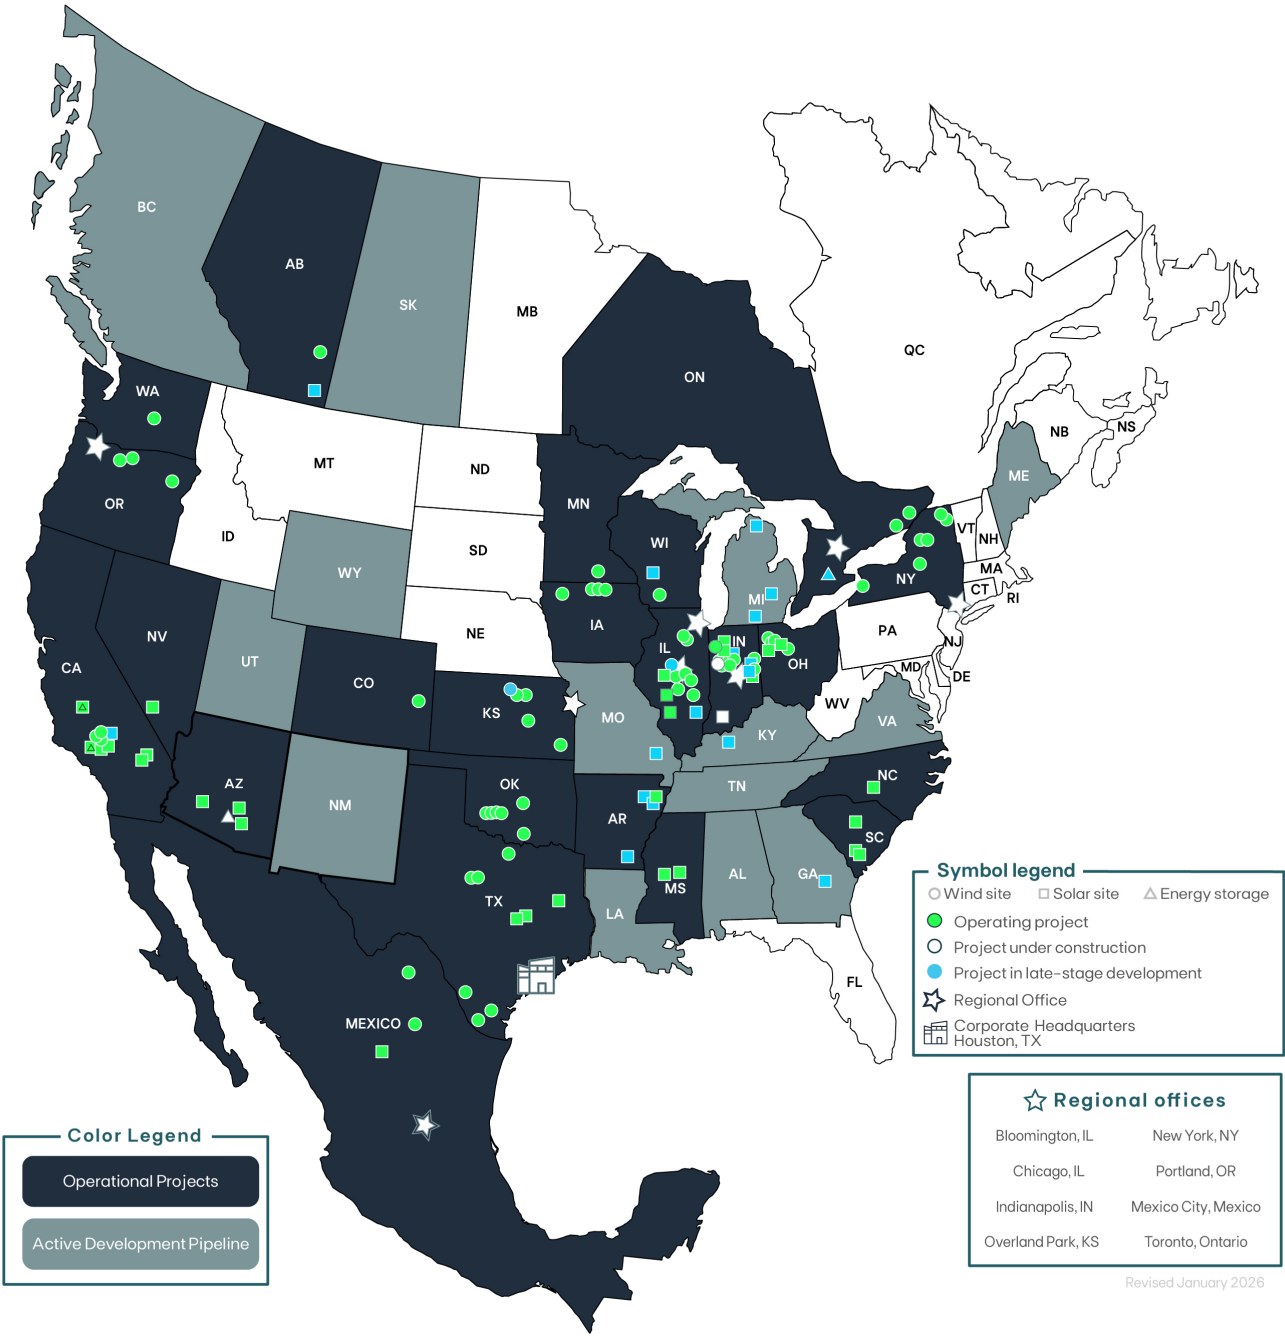 BC
AB
SK
MB
ON
QC
NB
NS
WA
MT
ND
MN
ME
OR
ID
SD
WI
VT
NH
WY
MI
NY
MA
CT
RI
NV
NE
IA
PA
NJ
CA
UT
CO
IL
IN
OH
MD
DE
KS
MO
WV
VA
KY
AZ
NM
OK
TN
NC
AR
SC
TX
LA
MS
AL
GA
FL
MEXICO
Symbol legend
Wind site
Solar site
Energy storage
Operating project
Project under construction
Project in late-stage development
Regional Office
Corporate Headquarters
Houston, TX
Regional offices
Bloomington, IL
New York, NY
Chicago, IL
Portland, OR
Indianapolis, IN
Mexico City, Mexico
Overland Park, KS
Toronto, Ontario
Color Legend
Operational Projects
Active Development Pipeline
Revised January 2026